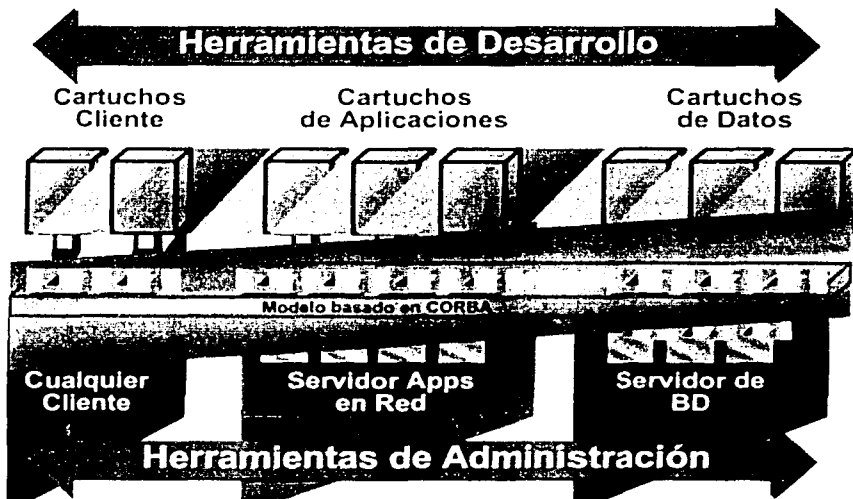 Herramientas de Desarrollo
Cartuchos
Cliente
Cartuchos
de Aplicaciones
Cartuchos
de Datos
Modelo basado en CORBA
Cualquier
Cliente
Servidor Apps
en Red
Servidor de
BD
Herramientas de Administración